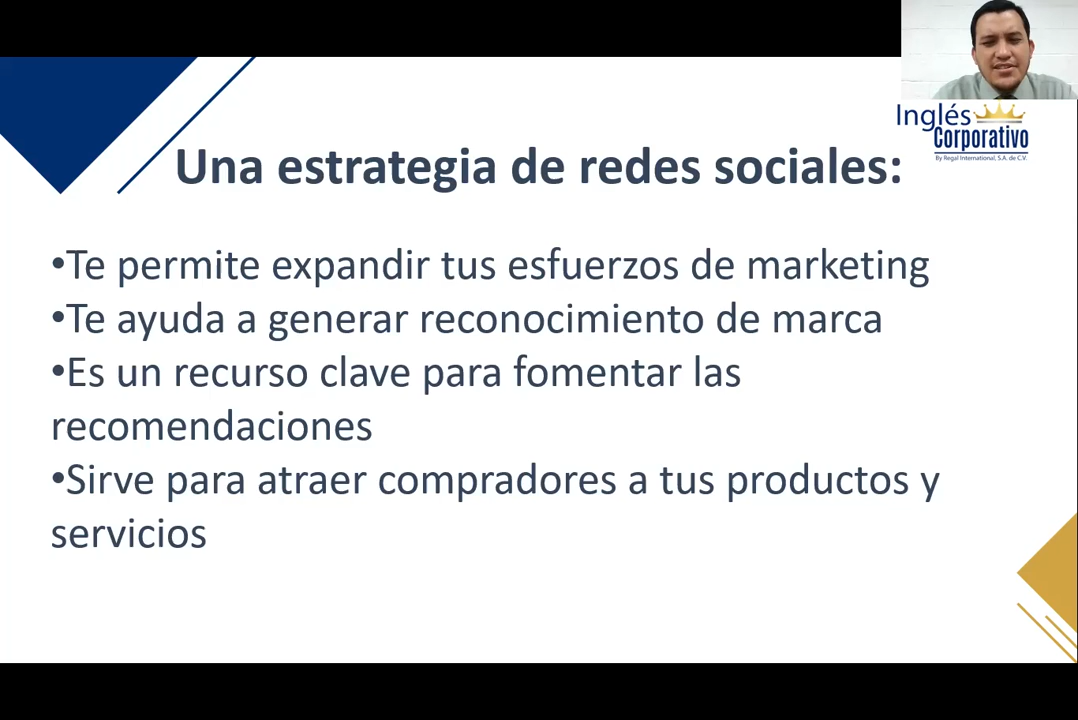 Inglés
Corporativo
By Regal International, S.A. de C.V.
Una estrategia de redes sociales:
•Te permite expandir tus esfuerzos de marketing
•Te ayuda a generar reconocimiento de marca
•Es un recurso clave para fomentar las
recomendaciones
•Sirve para atraer compradores a tus productos y
servicios